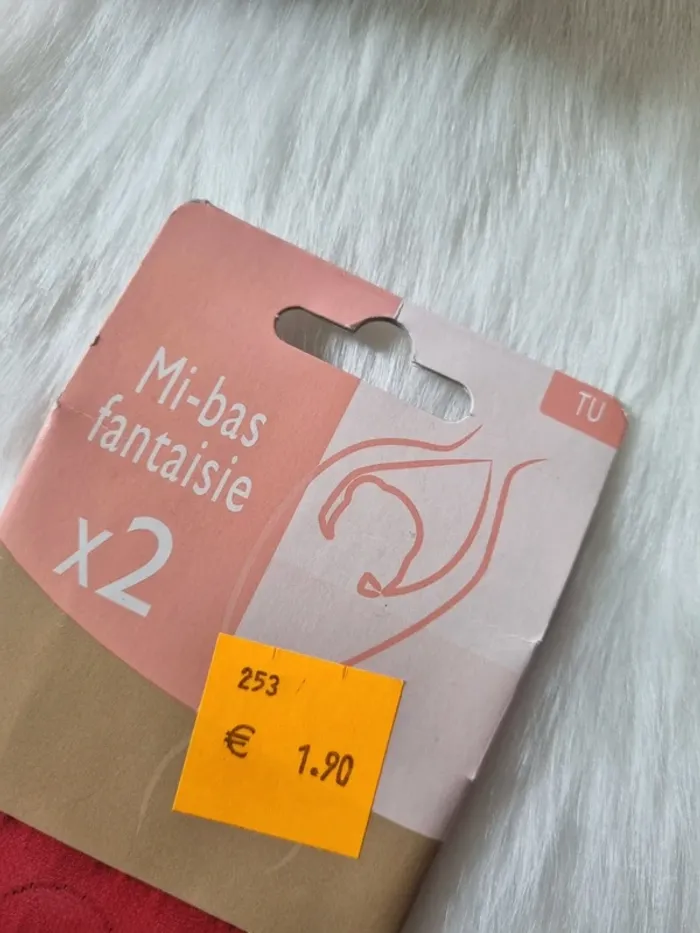 TU
Mi-bas
fantaisie
x2
253
€ 1.90